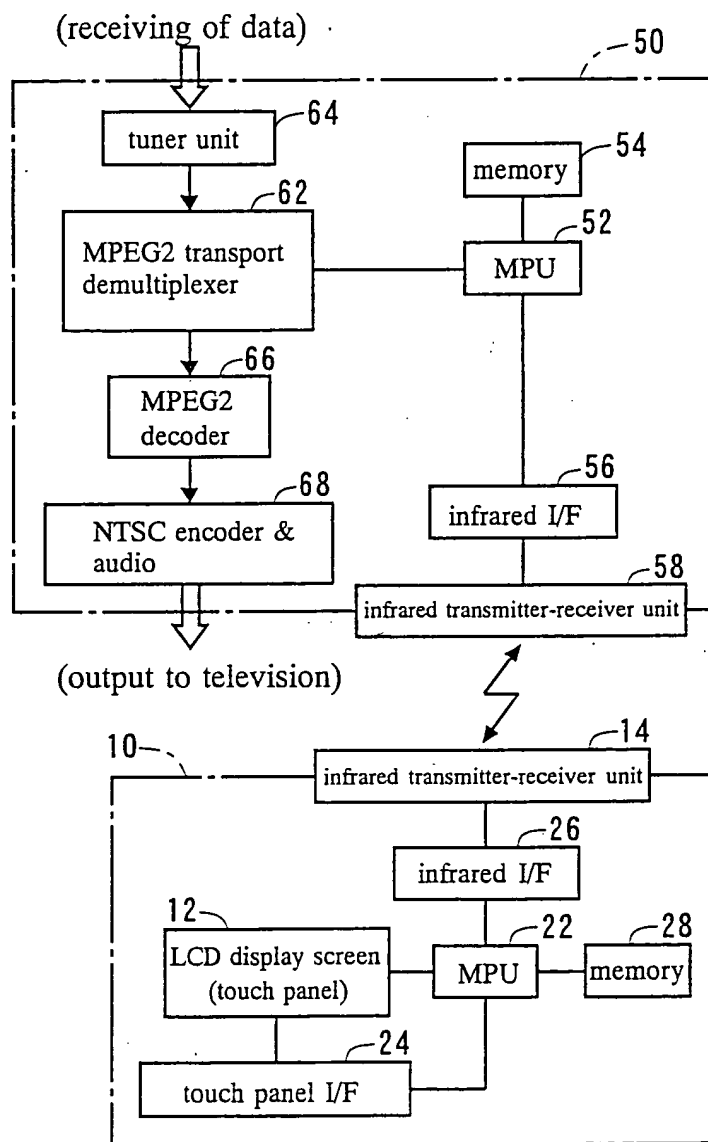 (receiving of data)
50
tuner unit
64
memory
54
62
MPEG2 transport
demultiplexer
52
MPU
66
MPEG2
decoder
56
infrared I/F
68
NTSC encoder &
audio
58
infrared transmitter-receiver unit
(output to television)
10
14
infrared transmitter-receiver unit
26
infrared I/F
12
LCD display screen
(touch panel)
22
MPU
28
memory
24
touch panel I/F